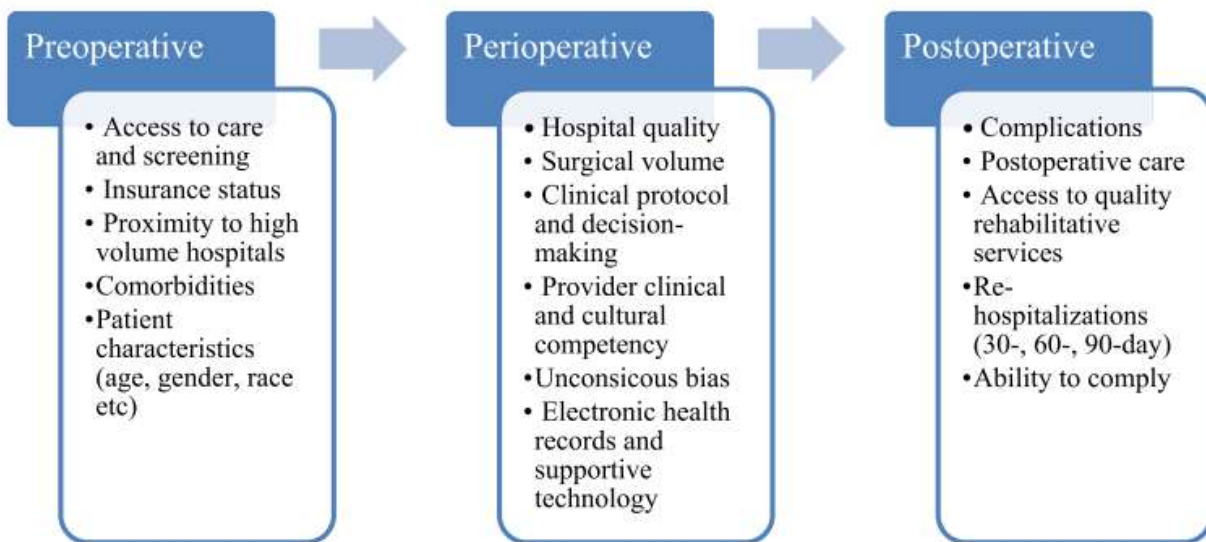 Preoperative
• Access to care
and screening
• Insurance status
• Proximity to high
volume hospitals
•Comorbidities
•Patient
characteristics
(age, gender, race
etc)
Perioperative
• Hospital quality
• Surgical volume
• Clinical protocol
and decision-
making
• Provider clinical
and cultural
competency
•Unconsicous bias
• Electronic health
records and
supportive
technology
Postoperative
• Complications
• Postoperative care
• Access to quality
rehabilitative
services
•Re-
hospitalizations
(30-, 60-, 90-day)
•Ability to comply